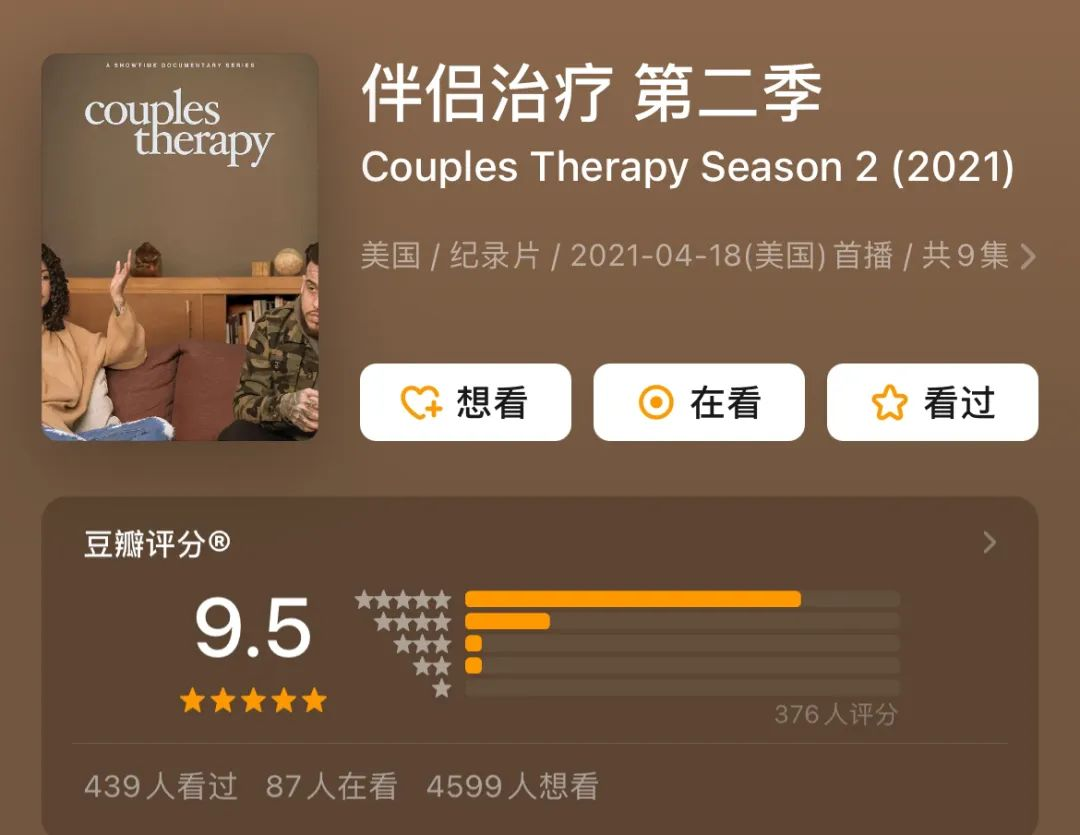 A SHOWTIME DOCUMENTARY SERIES
couples
therapy
伴侣治疗 第二季
Couples Therapy Season 2 (2021)
美国 / 纪录片 / 2021-04-18(美国) 首播 / 共9集
想看 在看 看过
豆瓣评分®
9.5
376人评分
439人看过 87人在看 4599人想看